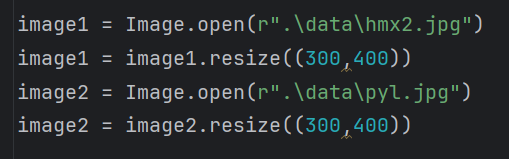 image1 = Image.open(r".\data\hmx2.jpg")
image1 = image1.resize((300,400))
image2 = Image.open(r".\data\pyl.jpg")
image2 = image2.resize((300,400))